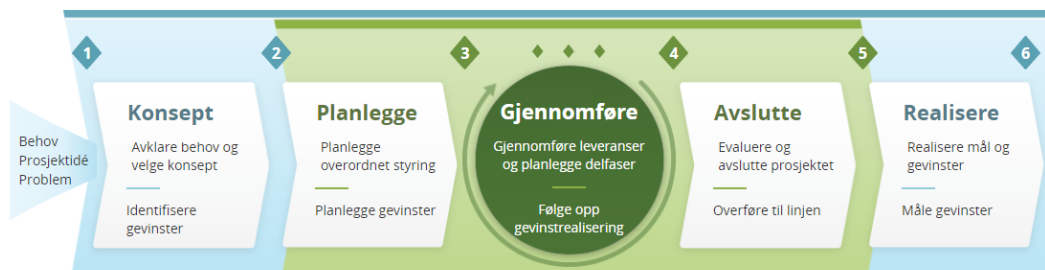 1
2
3
4
5
6
Behov
Prosjektidé
Problem
Konsept
Avklare behov og
velge konsept
Identifisere
gevinster
Planlegge
Planlegge
overordnet styring
Planlegge gevinster
Gjennomføre
Gjennomføre leveranser
og planlegge delfaser
Følge opp
gevinstrealisering
Avslutte
Evaluere og
avslutte prosjektet
Overføre til linjen
Realisere
Realisere mål og
gevinster
Måle gevinster